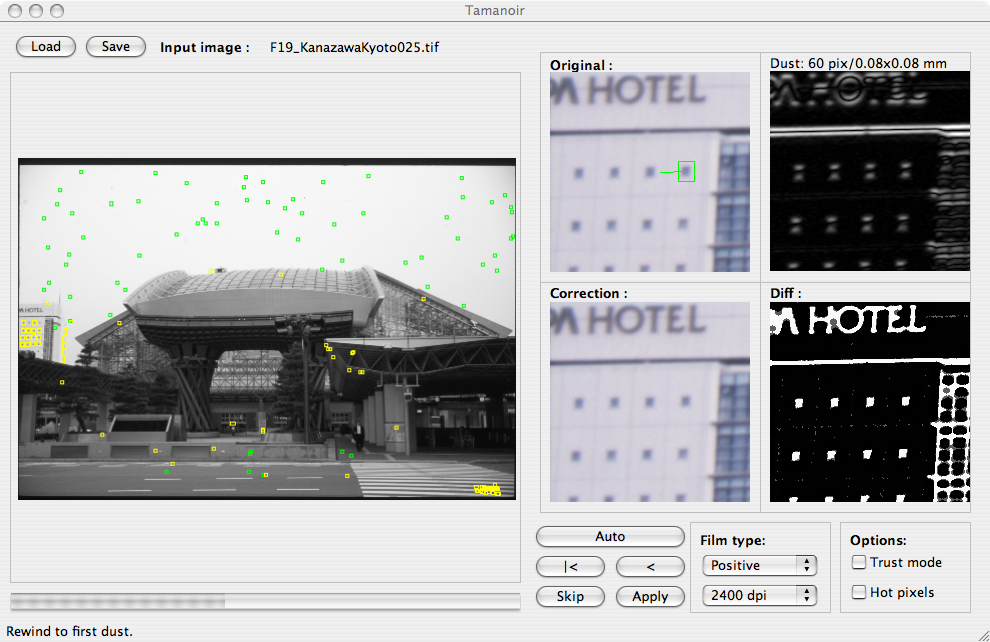 Tamanoir
Load
Save
Input image :
F19_KanazawaKyoto025.tif
Original :
Dust: 60 pix/0.08x0.08 mm
M HOTEL
HOTEL
M HOTEL
Correction :
Diff :
M HOTEL
M HOTEL
Auto
|<
<
Skip
Apply
Film type:
Positive
2400 dpi
Options:
Trust mode
Hot pixels
Rewind to first dust.